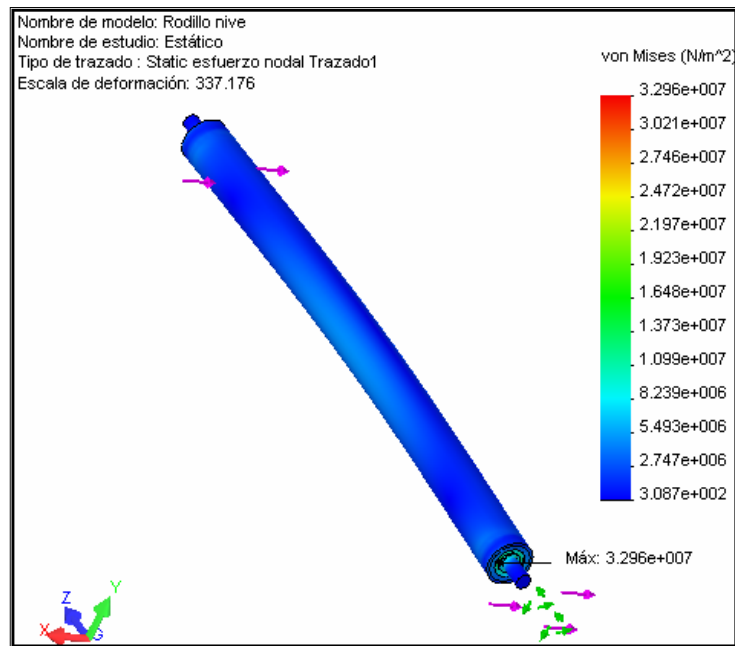 Nombre de modelo: Rodillo nive
Nombre de estudio: Estático
Tipo de trazado : Static esfuerzo nodal Trazado1
Escala de deformación: 337.176
von Mises (N/m^2)
3.296e+007
3.021e+007
2.746e+007
2.472e+007
2.197e+007
1.923e+007
1.648e+007
1.373e+007
1.099e+007
8.239e+006
5.493e+006
2.747e+006
3.087e+002
Máx: 3.296e+007
Z
Y
X
G